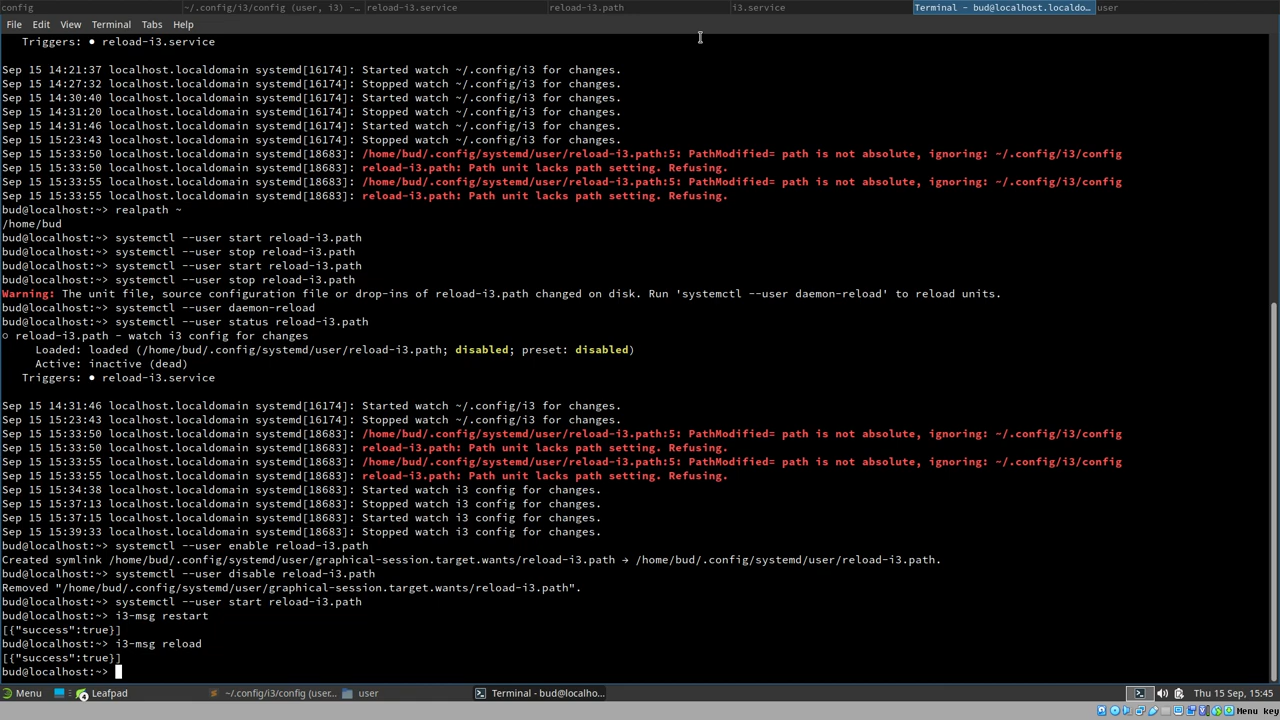 config ~/.config/i3/config (user, i3) -... reload-i3.service reload-i3.path i3.service Terminal - bud@localhost.localdo... user
File Edit View Terminal Tabs Help
Triggers: ● reload-i3.service
Sep 15 14:21:37 localhost.localdomain systemd[16174]: Started watch ~/.config/i3 for changes.
Sep 15 14:27:32 localhost.localdomain systemd[16174]: Stopped watch ~/.config/i3 for changes.
Sep 15 14:30:40 localhost.localdomain systemd[16174]: Started watch ~/.config/i3 for changes.
Sep 15 14:31:20 localhost.localdomain systemd[16174]: Stopped watch ~/.config/i3 for changes.
Sep 15 14:31:46 localhost.localdomain systemd[16174]: Started watch ~/.config/i3 for changes.
Sep 15 15:23:43 localhost.localdomain systemd[16174]: Stopped watch ~/.config/i3 for changes.
Sep 15 15:33:50 localhost.localdomain systemd[18683]: /home/bud/.config/systemd/user/reload-i3.path:5: PathModified= path is not absolute, ignoring: ~/.config/i3/config
Sep 15 15:33:50 localhost.localdomain systemd[18683]: reload-i3.path: Path unit lacks path setting. Refusing.
Sep 15 15:33:55 localhost.localdomain systemd[18683]: /home/bud/.config/systemd/user/reload-i3.path:5: PathModified= path is not absolute, ignoring: ~/.config/i3/config
Sep 15 15:33:55 localhost.localdomain systemd[18683]: reload-i3.path: Path unit lacks path setting. Refusing.
bud@localhost:~> realpath ~
/home/bud
bud@localhost:~> systemctl --user start reload-i3.path
bud@localhost:~> systemctl --user stop reload-i3.path
bud@localhost:~> systemctl --user start reload-i3.path
bud@localhost:~> systemctl --user stop reload-i3.path
Warning: The unit file, source configuration file or drop-ins of reload-i3.path changed on disk. Run 'systemctl --user daemon-reload' to reload units.
bud@localhost:~> systemctl --user daemon-reload
bud@localhost:~> systemctl --user status reload-i3.path
○ reload-i3.path - watch i3 config for changes
Loaded: loaded (/home/bud/.config/systemd/user/reload-i3.path; disabled; preset: disabled)
Active: inactive (dead)
Triggers: ● reload-i3.service
Sep 15 14:31:46 localhost.localdomain systemd[16174]: Started watch ~/.config/i3 for changes.
Sep 15 15:23:43 localhost.localdomain systemd[16174]: Stopped watch ~/.config/i3 for changes.
Sep 15 15:33:50 localhost.localdomain systemd[18683]: /home/bud/.config/systemd/user/reload-i3.path:5: PathModified= path is not absolute, ignoring: ~/.config/i3/config
Sep 15 15:33:50 localhost.localdomain systemd[18683]: reload-i3.path: Path unit lacks path setting. Refusing.
Sep 15 15:33:55 localhost.localdomain systemd[18683]: /home/bud/.config/systemd/user/reload-i3.path:5: PathModified= path is not absolute, ignoring: ~/.config/i3/config
Sep 15 15:33:55 localhost.localdomain systemd[18683]: reload-i3.path: Path unit lacks path setting. Refusing.
Sep 15 15:34:38 localhost.localdomain systemd[18683]: Started watch i3 config for changes.
Sep 15 15:37:13 localhost.localdomain systemd[18683]: Stopped watch i3 config for changes.
Sep 15 15:37:15 localhost.localdomain systemd[18683]: Started watch i3 config for changes.
Sep 15 15:39:33 localhost.localdomain systemd[18683]: Stopped watch i3 config for changes.
bud@localhost:~> systemctl --user enable reload-i3.path
Created symlink /home/bud/.config/systemd/user/graphical-session.target.wants/reload-i3.path → /home/bud/.config/systemd/user/reload-i3.path.
bud@localhost:~> systemctl --user disable reload-i3.path
Removed "/home/bud/.config/systemd/user/graphical-session.target.wants/reload-i3.path".
bud@localhost:~> systemctl --user start reload-i3.path
bud@localhost:~> i3-msg restart
[{"success":true}]
bud@localhost:~> i3-msg reload
[{"success":true}]
bud@localhost:~>
Menu Leafpad ~/.config/i3/config (user... user Terminal - bud@localho... Thu 15 Sep, 15:45
Menu key